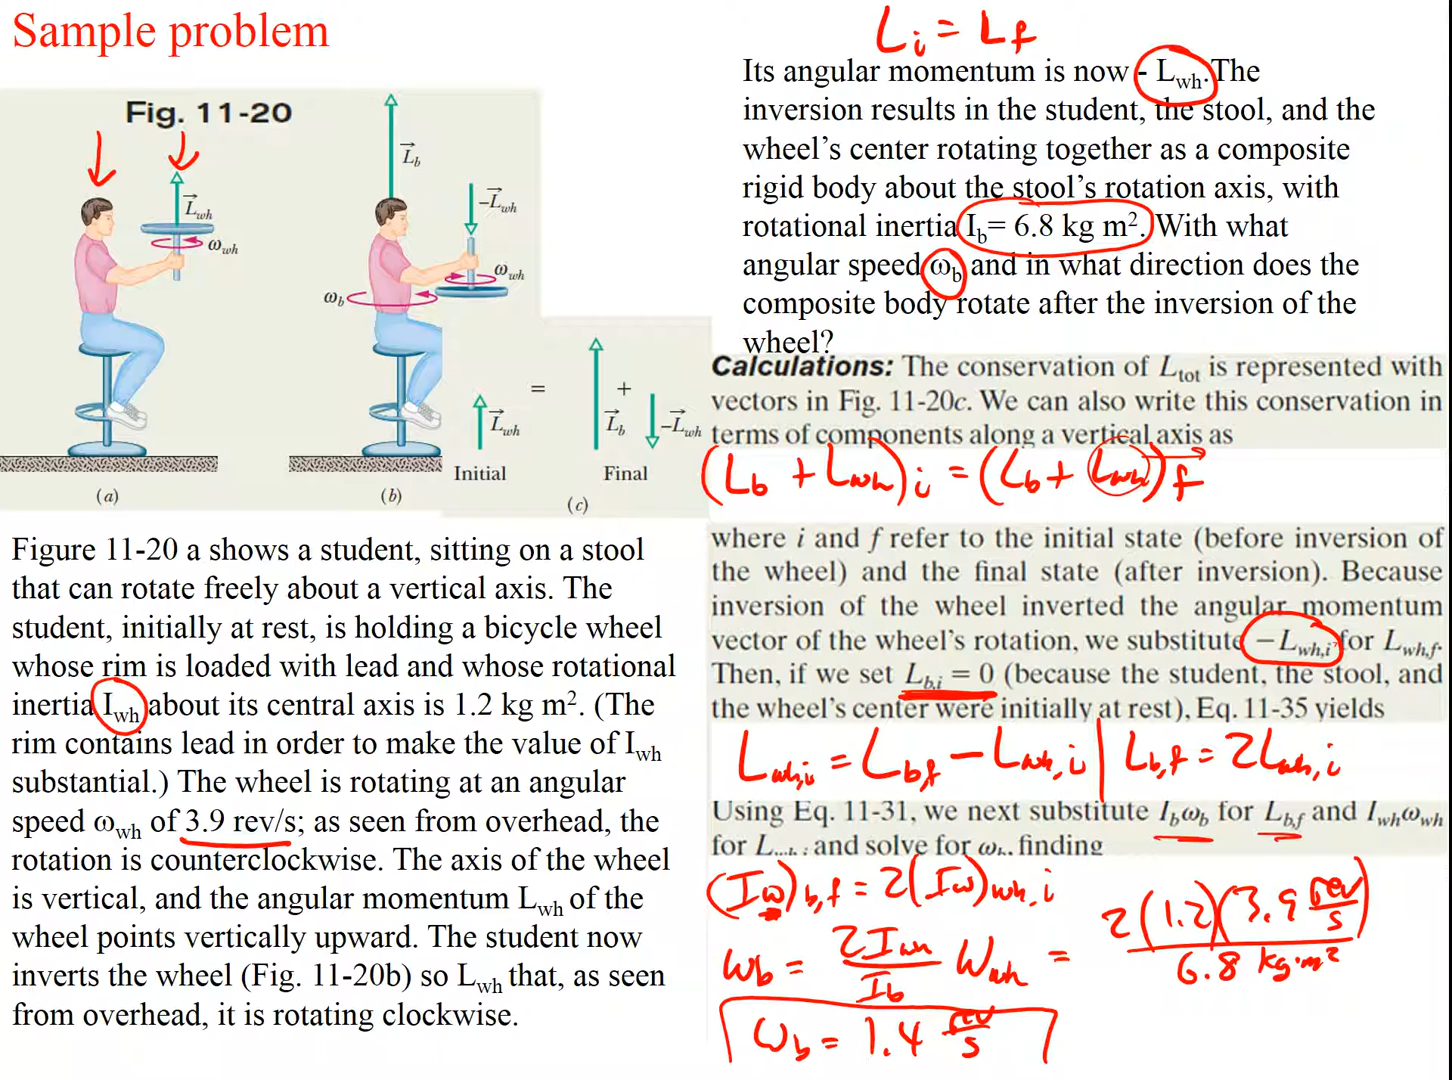 Sample problem
Fig. 11-20
L⃗wh
ωwh
(a)
L⃗b
–L⃗wh
ωwh
ωb
(b)
L⃗wh
=
L⃗b
+
–L⃗wh
Initial
Final
(c)
Figure 11-20 a shows a student, sitting on a stool
that can rotate freely about a vertical axis. The
student, initially at rest, is holding a bicycle wheel
whose rim is loaded with lead and whose rotational
inertia Iwh about its central axis is 1.2 kg m². (The
rim contains lead in order to make the value of Iwh
substantial.) The wheel is rotating at an angular
speed ωwh of 3.9 rev/s; as seen from overhead, the
rotation is counterclockwise. The axis of the wheel
is vertical, and the angular momentum Lwh of the
wheel points vertically upward. The student now
inverts the wheel (Fig. 11-20b) so Lwh that, as seen
from overhead, it is rotating clockwise.
Li = Lf
Its angular momentum is now - Lwh. The
inversion results in the student, the stool, and the
wheel’s center rotating together as a composite
rigid body about the stool’s rotation axis, with
rotational inertia Ib= 6.8 kg m². With what
angular speed ωb and in what direction does the
composite body rotate after the inversion of the
wheel?
Calculations: The conservation of Ltot is represented with
vectors in Fig. 11-20c. We can also write this conservation in
terms of components along a vertical axis as
(Lb + Lwh)i = (Lb + Lwh)f
where i and f refer to the initial state (before inversion of
the wheel) and the final state (after inversion). Because
inversion of the wheel inverted the angular momentum
vector of the wheel’s rotation, we substitute –Lwh,i for Lwh,f.
Then, if we set Lb,i = 0 (because the student, the stool, and
the wheel’s center were initially at rest), Eq. 11-35 yields
Lwh,i = Lb,f – Lwh,i | Lb,f = 2Lwh,i
Using Eq. 11-31, we next substitute Ibωb for Lb,f and Iwhωwh
for Lwh,i and solve for ωb, finding
(Iω)b,f = 2(Iω)wh,i
ωb = 2Iwh/Ib ωwh = 2(1.2)(3.9 rev/s)/6.8 kg·m²
ωb = 1.4 rev/s